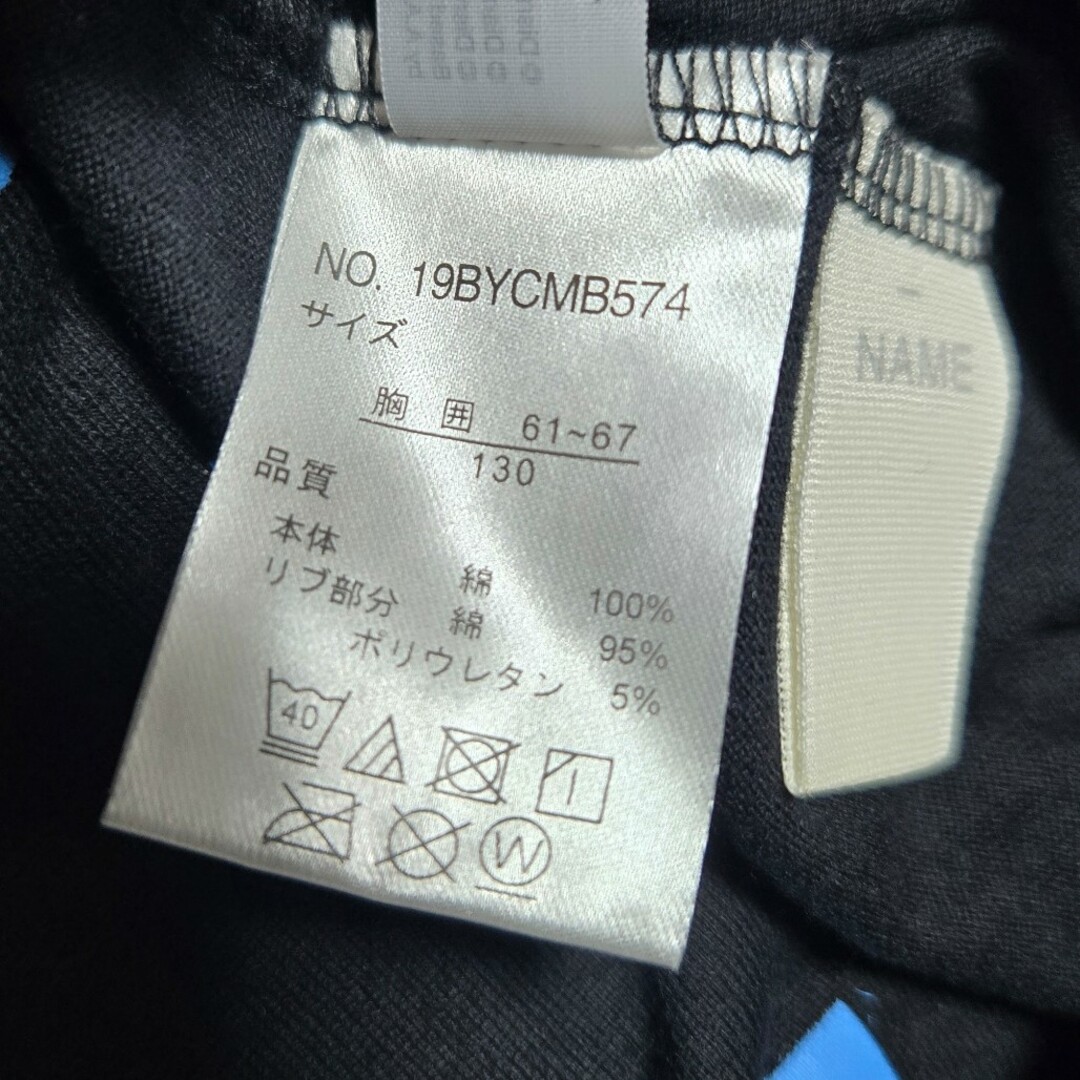 NO. 19BYCMB574
サイズ
胸 囲 61~67
130
品質
本体 綿 100%
リブ部分 綿 95%
ポリウレタン 5%
40
W
NAME